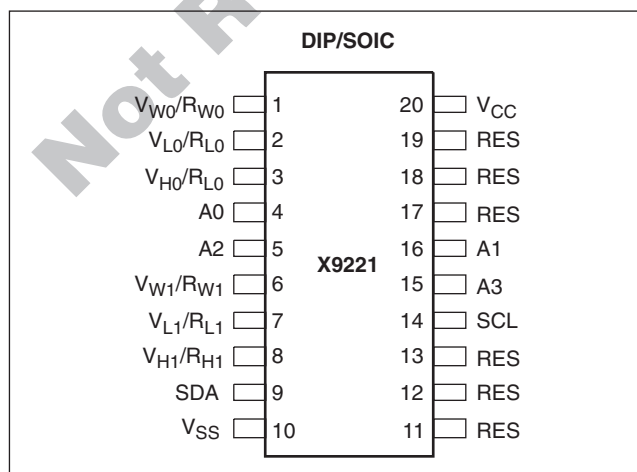 Not R
DIP/SOIC
VW0/RW0 1 20 VCC
VL0/RL0 2 19 RES
VH0/RL0 3 18 RES
A0 4 17 RES
A2 5 16 A1
X9221
VW1/RW1 6 15 A3
VL1/RL1 7 14 SCL
VH1/RH1 8 13 RES
SDA 9 12 RES
VSS 10 11 RES